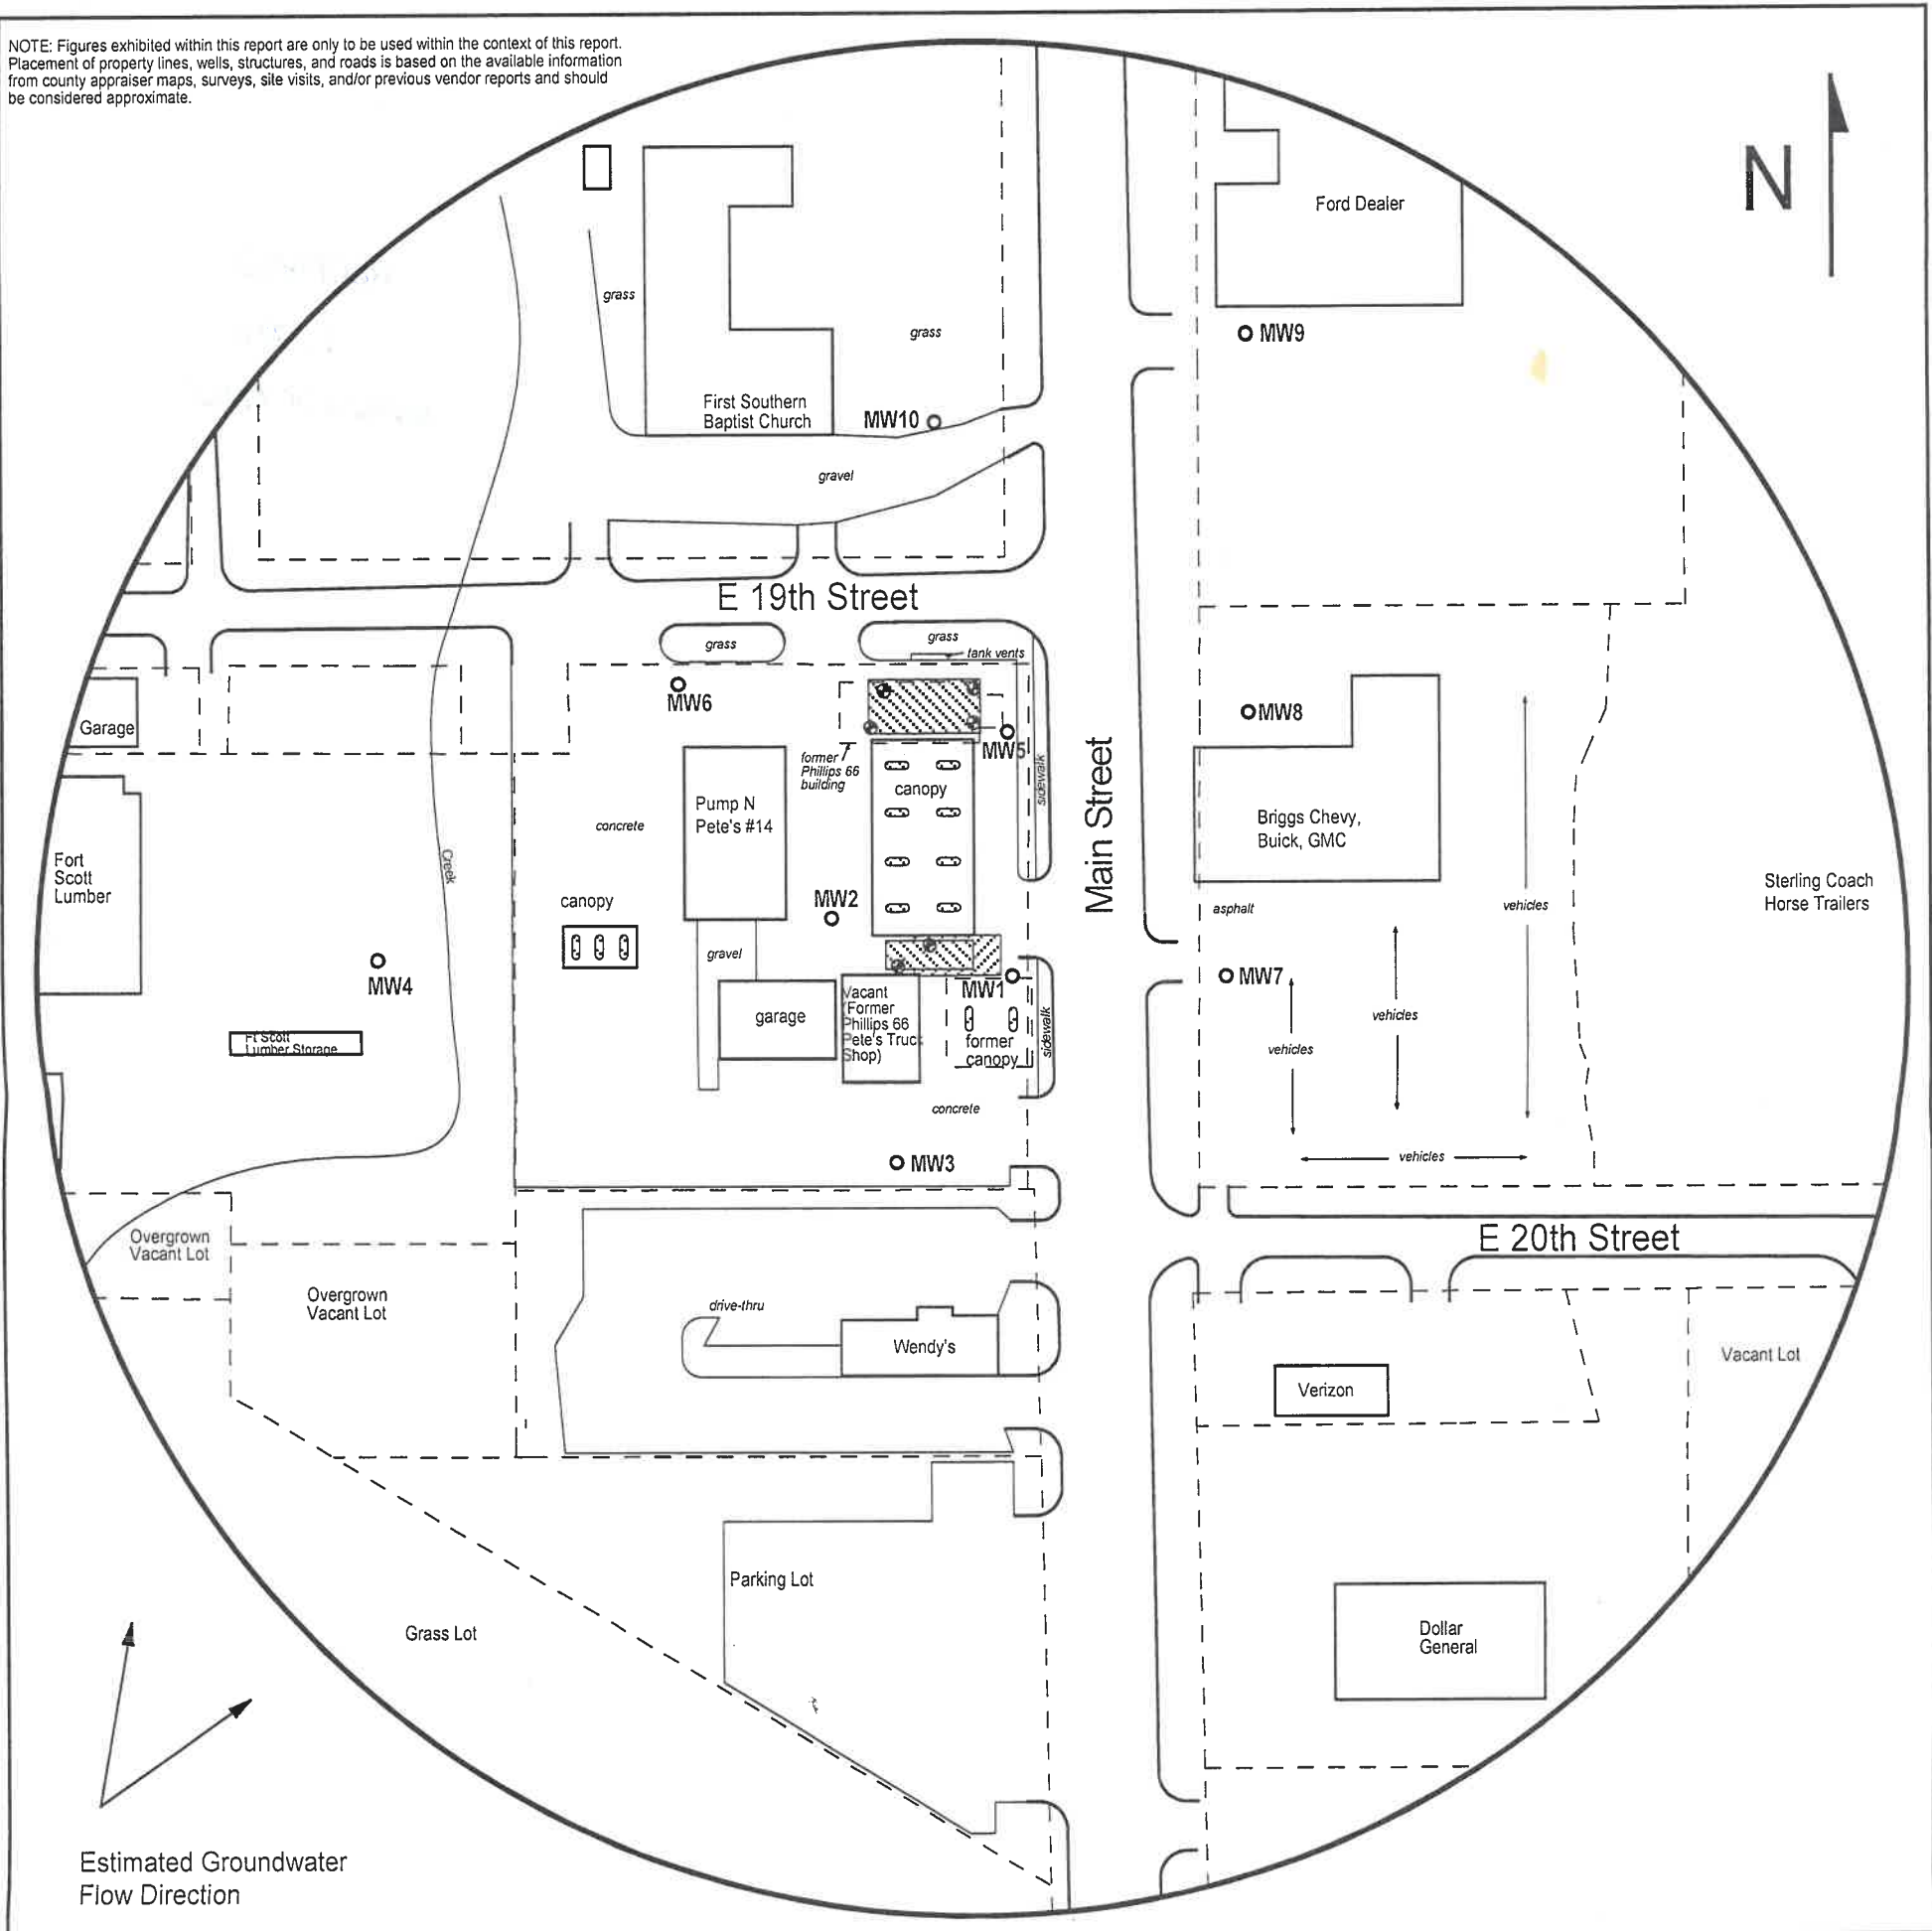 NOTE: Figures exhibited within this report are only to be used within the context of this report.
Placement of property lines, wells, structures, and roads is based on the available information
from county appraiser maps, surveys, site visits, and/or previous vendor reports and should
be considered approximate.
N
Ford Dealer
MW9
grass
grass
First Southern
Baptist Church
MW10
gravel
E 19th Street
grass
grass
tank vents
MW6
MW5
MW8
Garage
former
Phillips 66
building
canopy
sidewalk
Main Street
Pump N
Pete's #14
concrete
Briggs Chevy,
Buick, GMC
Fort
Scott
Lumber
Creek
canopy
MW2
asphalt
vehicles
Sterling Coach
Horse Trailers
gravel
MW4
MW1
MW7
garage
Vacant
(Former
Phillips 66
Pete's Truck
Shop)
former
canopy
sidewalk
vehicles
vehicles
Ft Scott
Lumber Storage
concrete
MW3
vehicles
Overgrown
Vacant Lot
E 20th Street
Overgrown
Vacant Lot
drive-thru
Wendy's
Verizon
Vacant Lot
Parking Lot
Grass Lot
Dollar
General
Estimated Groundwater
Flow Direction